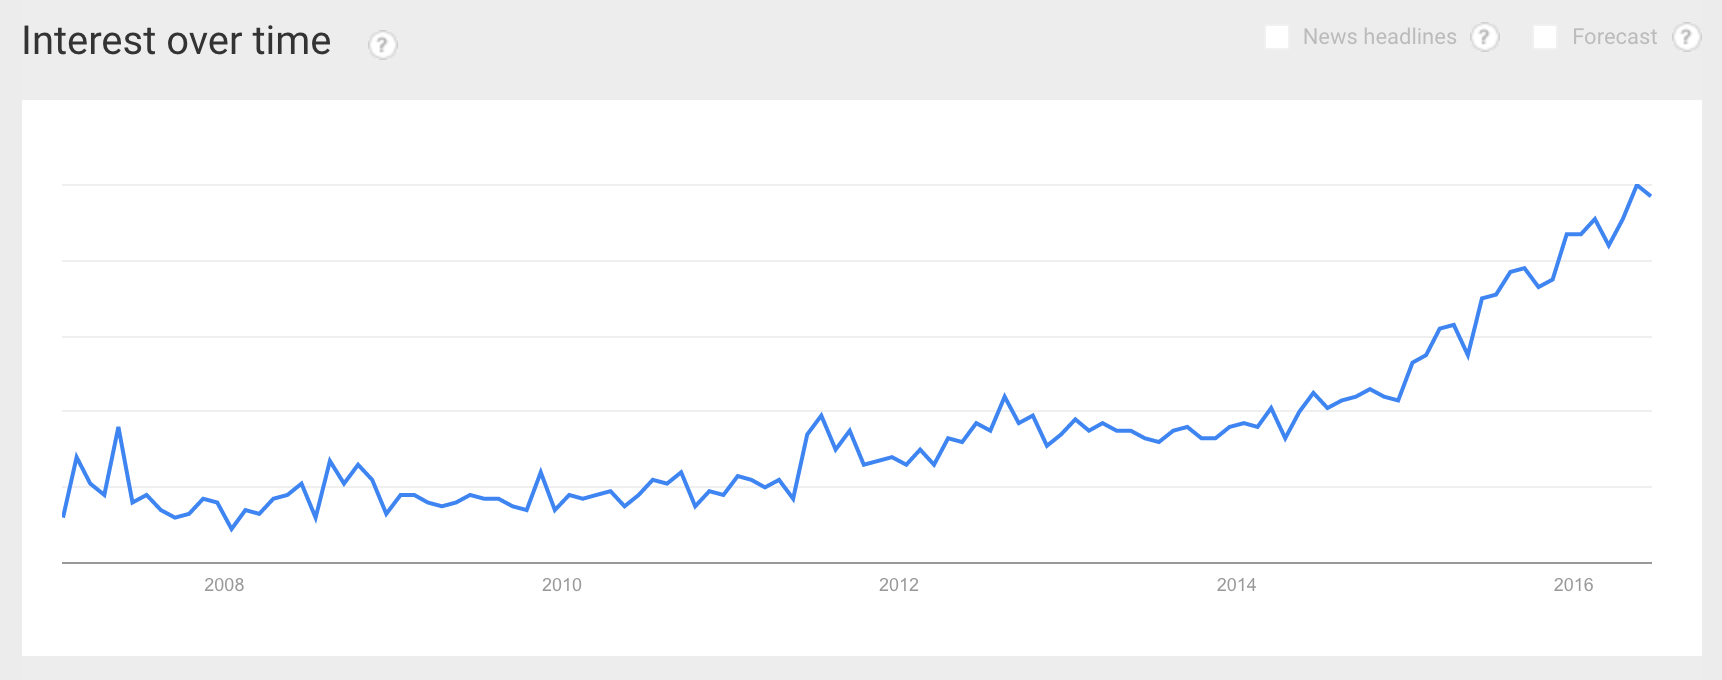 Interest over time ?
News headlines ? Forecast ?
2008 2010 2012 2014 2016